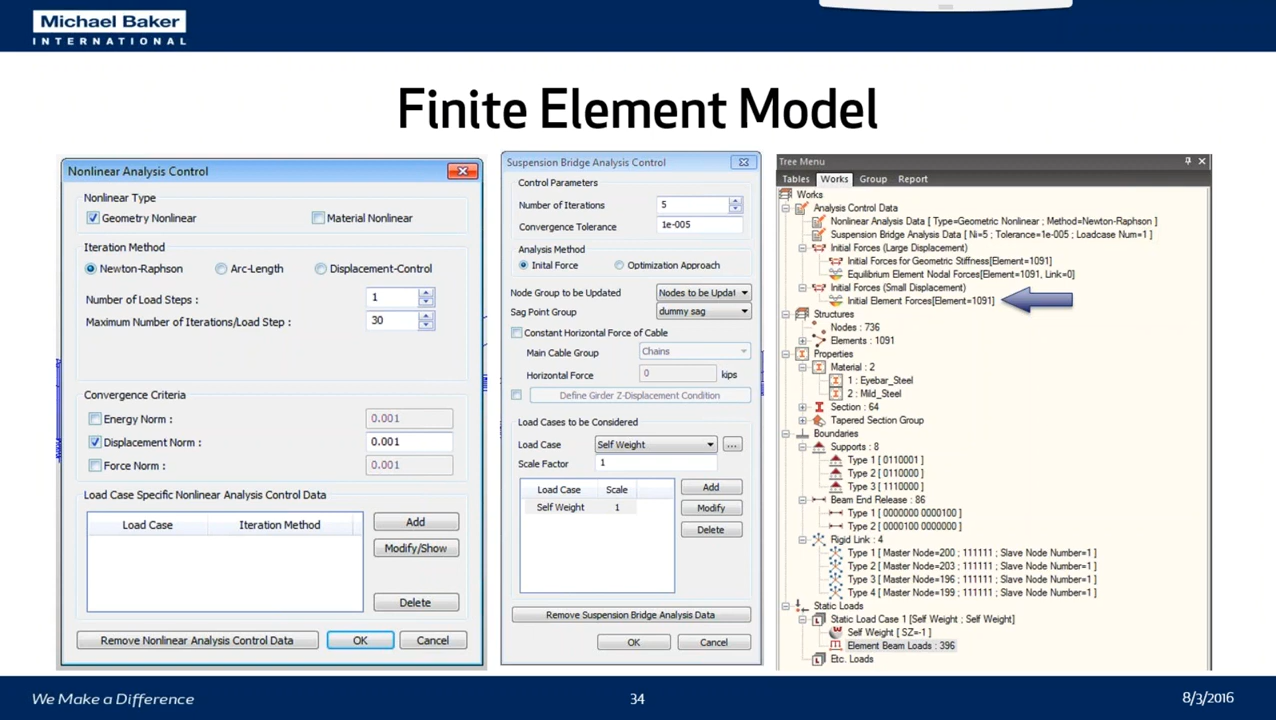 Michael Baker
INTERNATIONAL
Finite Element Model
Nonlinear Analysis Control
Nonlinear Type
Geometry Nonlinear
Material Nonlinear
Iteration Method
Newton-Raphson
Arc-Length
Displacement-Control
Number of Load Steps :
1
Maximum Number of Iterations/Load Step :
30
Convergence Criteria
Energy Norm :
0.001
Displacement Norm :
0.001
Force Norm :
0.001
Load Case Specific Nonlinear Analysis Control Data
Load Case
Iteration Method
Add
Modify/Show
Delete
Remove Nonlinear Analysis Control Data
OK
Cancel
Suspension Bridge Analysis Control
Control Parameters
Number of Iterations
5
Convergence Tolerance
1e-005
Analysis Method
Inital Force
Optimization Approach
Node Group to be Updated
Nodes to be Updat
Sag Point Group
dummy sag
Constant Horizontal Force of Cable
Main Cable Group
Chains
Horizontal Force
0
kips
Define Girder Z-Displacement Condition
Load Cases to be Considered
Load Case
Self Weight
...
Scale Factor
1
Load Case
Scale
Self Weight
1
Add
Modify
Delete
Remove Suspension Bridge Analysis Data
OK
Cancel
Tree Menu
Tables
Works
Group
Report
Works
Analysis Control Data
Nonlinear Analysis Data [ Type=Geometric Nonlinear ; Method=Newton-Raphson ]
Suspension Bridge Analysis Data [ Ni=5 ; Tolerance=1e-005 ; Loadcase Num=1 ]
Initial Forces (Large Displacement)
Initial Forces for Geometric Stiffness[Element=1091]
Equilibrium Element Nodal Forces[Element=1091, Link=0]
Initial Forces (Small Displacement)
Initial Element Forces[Element=1091]
Structures
Nodes : 736
Elements : 1091
Properties
Material : 2
1 : Eyebar_Steel
2 : Mild_Steel
Section : 64
Tapered Section Group
Boundaries
Supports : 8
Type 1 [ 0110001 ]
Type 2 [ 0110000 ]
Type 3 [ 1110000 ]
Beam End Release : 86
Type 1 [ 0000000 0000100 ]
Type 2 [ 0000100 0000000 ]
Rigid Link : 4
Type 1 [ Master Node=200 ; 111111 ; Slave Node Number=1 ]
Type 2 [ Master Node=203 ; 111111 ; Slave Node Number=1 ]
Type 3 [ Master Node=196 ; 111111 ; Slave Node Number=1 ]
Type 4 [ Master Node=199 ; 111111 ; Slave Node Number=1 ]
Static Loads
Static Load Case 1 [Self Weight ; Self Weight]
Self Weight [ SZ=-1 ]
Element Beam Loads : 396
Etc. Loads
We Make a Difference
34
8/3/2016